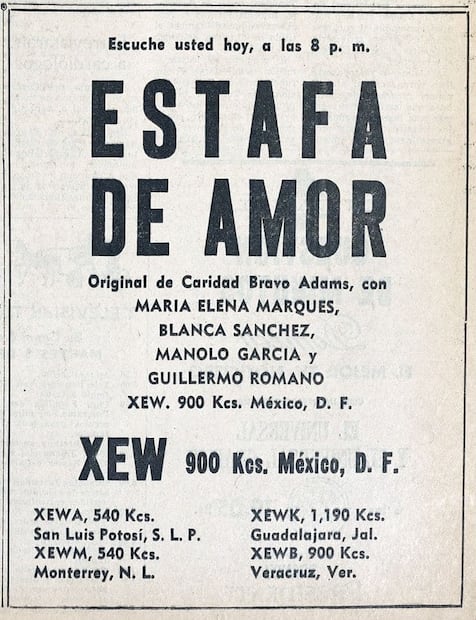 Escuche usted hoy, a las 8 p. m.
ESTAFA
DE AMOR
Original de Caridad Bravo Adams, con
MARIA ELENA MARQUES,
BLANCA SANCHEZ,
MANOLO GARCIA y
GUILLERMO ROMANO
XEW. 900 Kcs. México, D. F.
XEW 900 Kcs. México, D. F.
XEWA, 540 Kcs.
San Luis Potosí, S. L. P.
XEWM, 540 Kcs.
Monterrey, N. L.
XEWK, 1,190 Kcs.
Guadalajara, Jal.
XEWB, 900 Kcs.
Veracruz, Ver.